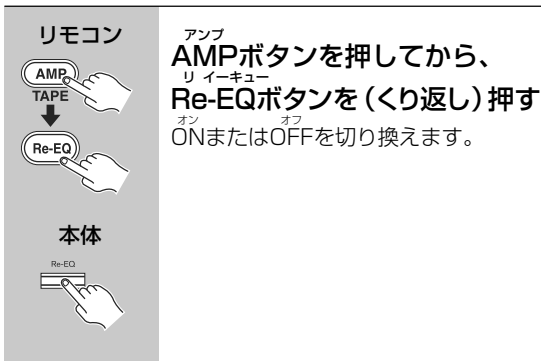 リモコン
AMP
TAPE
Re-EQ
本体
Re-EQ
アンプ
AMPボタンを押してから、
リ イーキュー
Re-EQボタンを（くり返し）押す
オン オフ
ONまたはOFFを切り換えます。